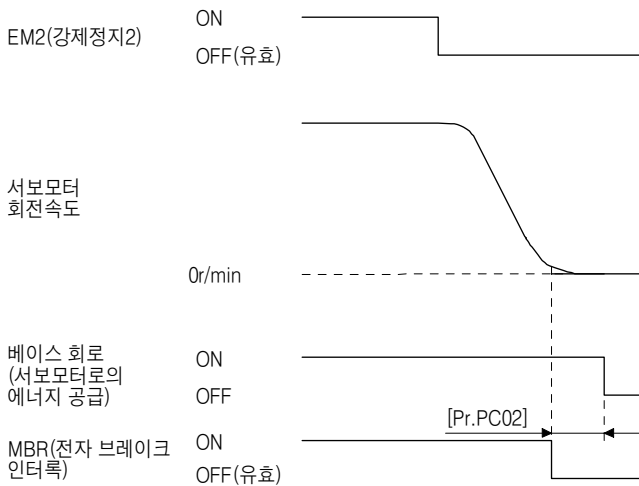 EM2(강제정지2)
ON
OFF(유효)
서보모터
회전속도
0r/min
베이스 회로
(서보모터로의
에너지 공급)
ON
OFF
[Pr.PC02]
MBR(전자 브레이크
인터록)
ON
OFF(유효)